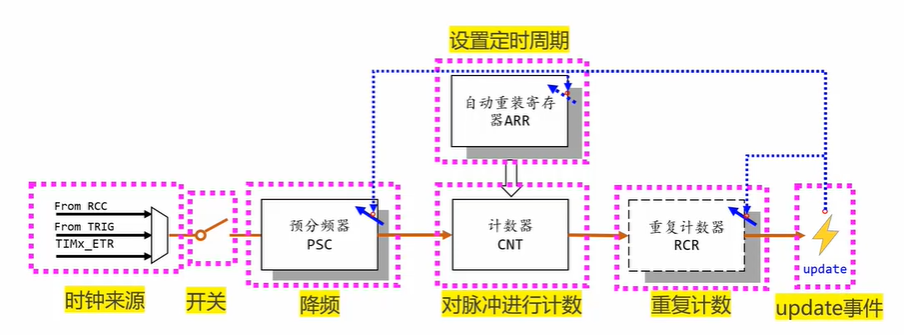 设置定时周期
自动重装寄存
器ARR
From RCC
From TRIG
TIMx_ETR
预分频器
PSC
计数器
CNT
重复计数器
RCR
update
时钟来源
开关
降频
对脉冲进行计数
重复计数
update事件